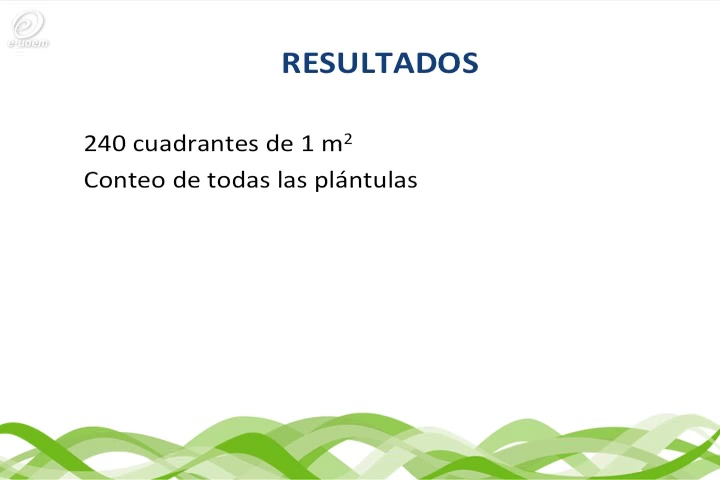 RESULTADOS
240 cuadrantes de 1 m²
Conteo de todas las plántulas